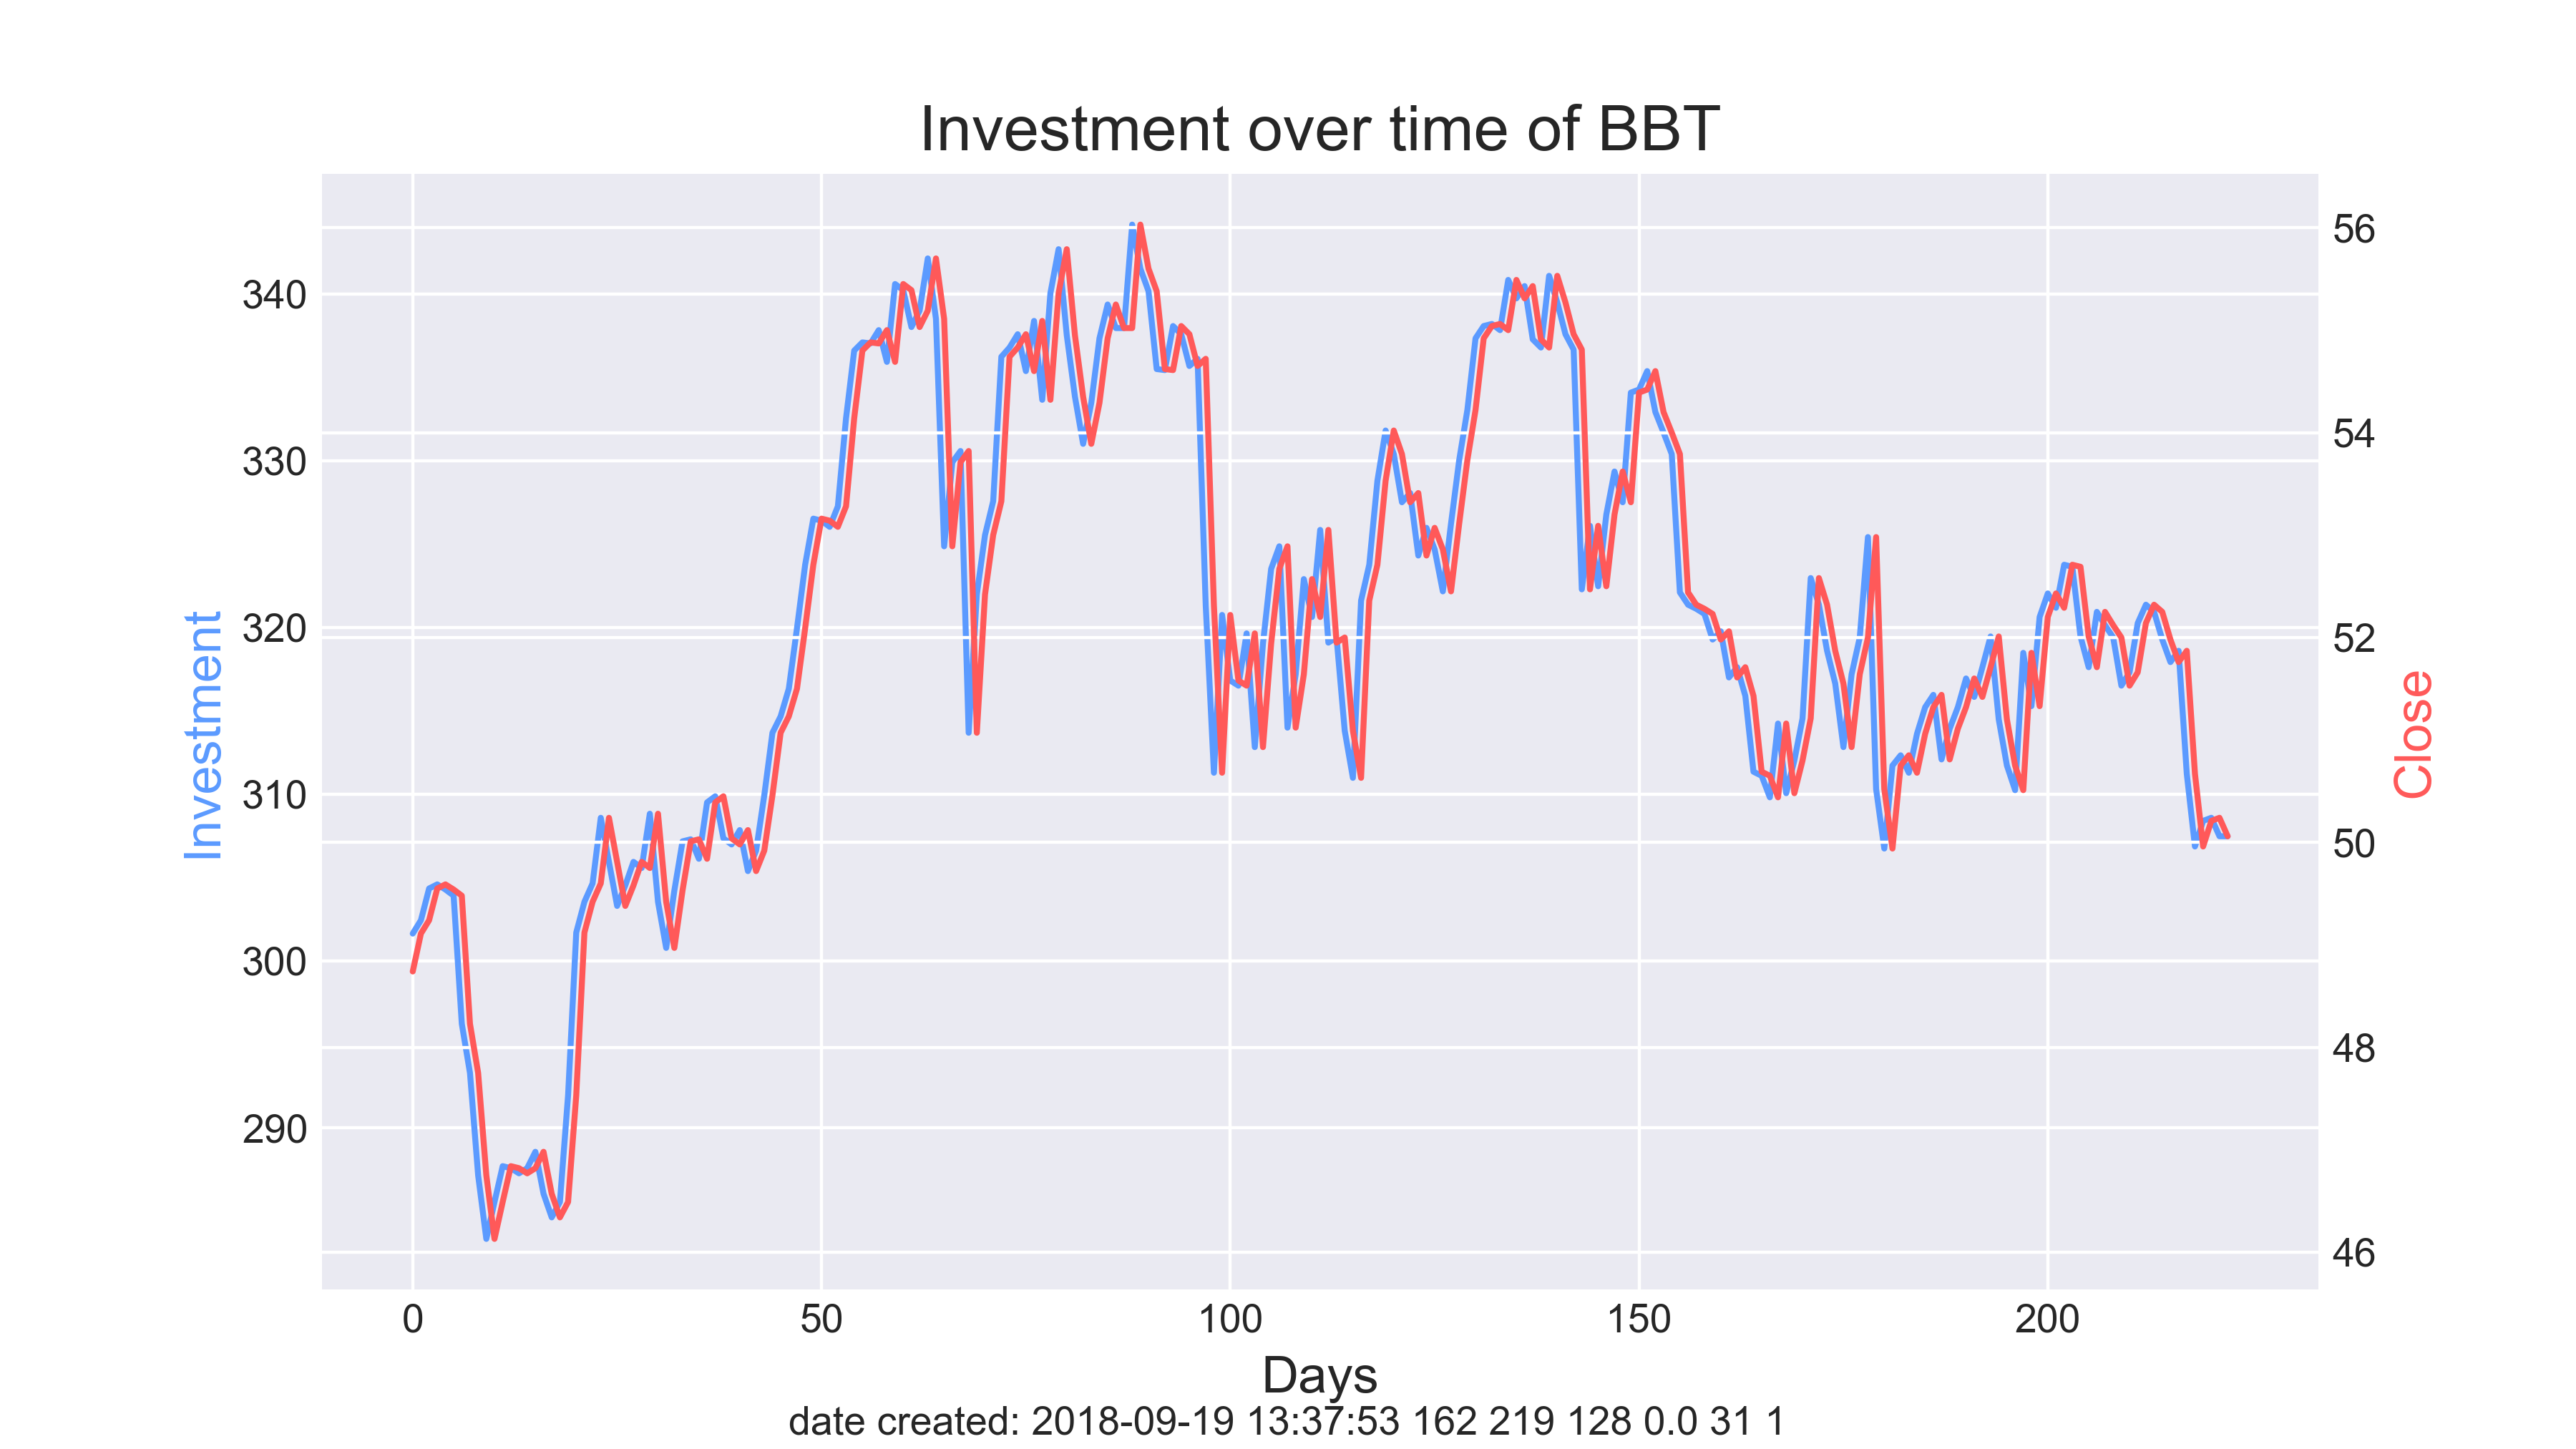 Investment over time of BBT
340
330
320
310
300
290
Investment
56
54
52
50
48
46
Close
0 50 100 150 200
Days
date created: 2018-09-19 13:37:53 162 219 128 0.0 31 1